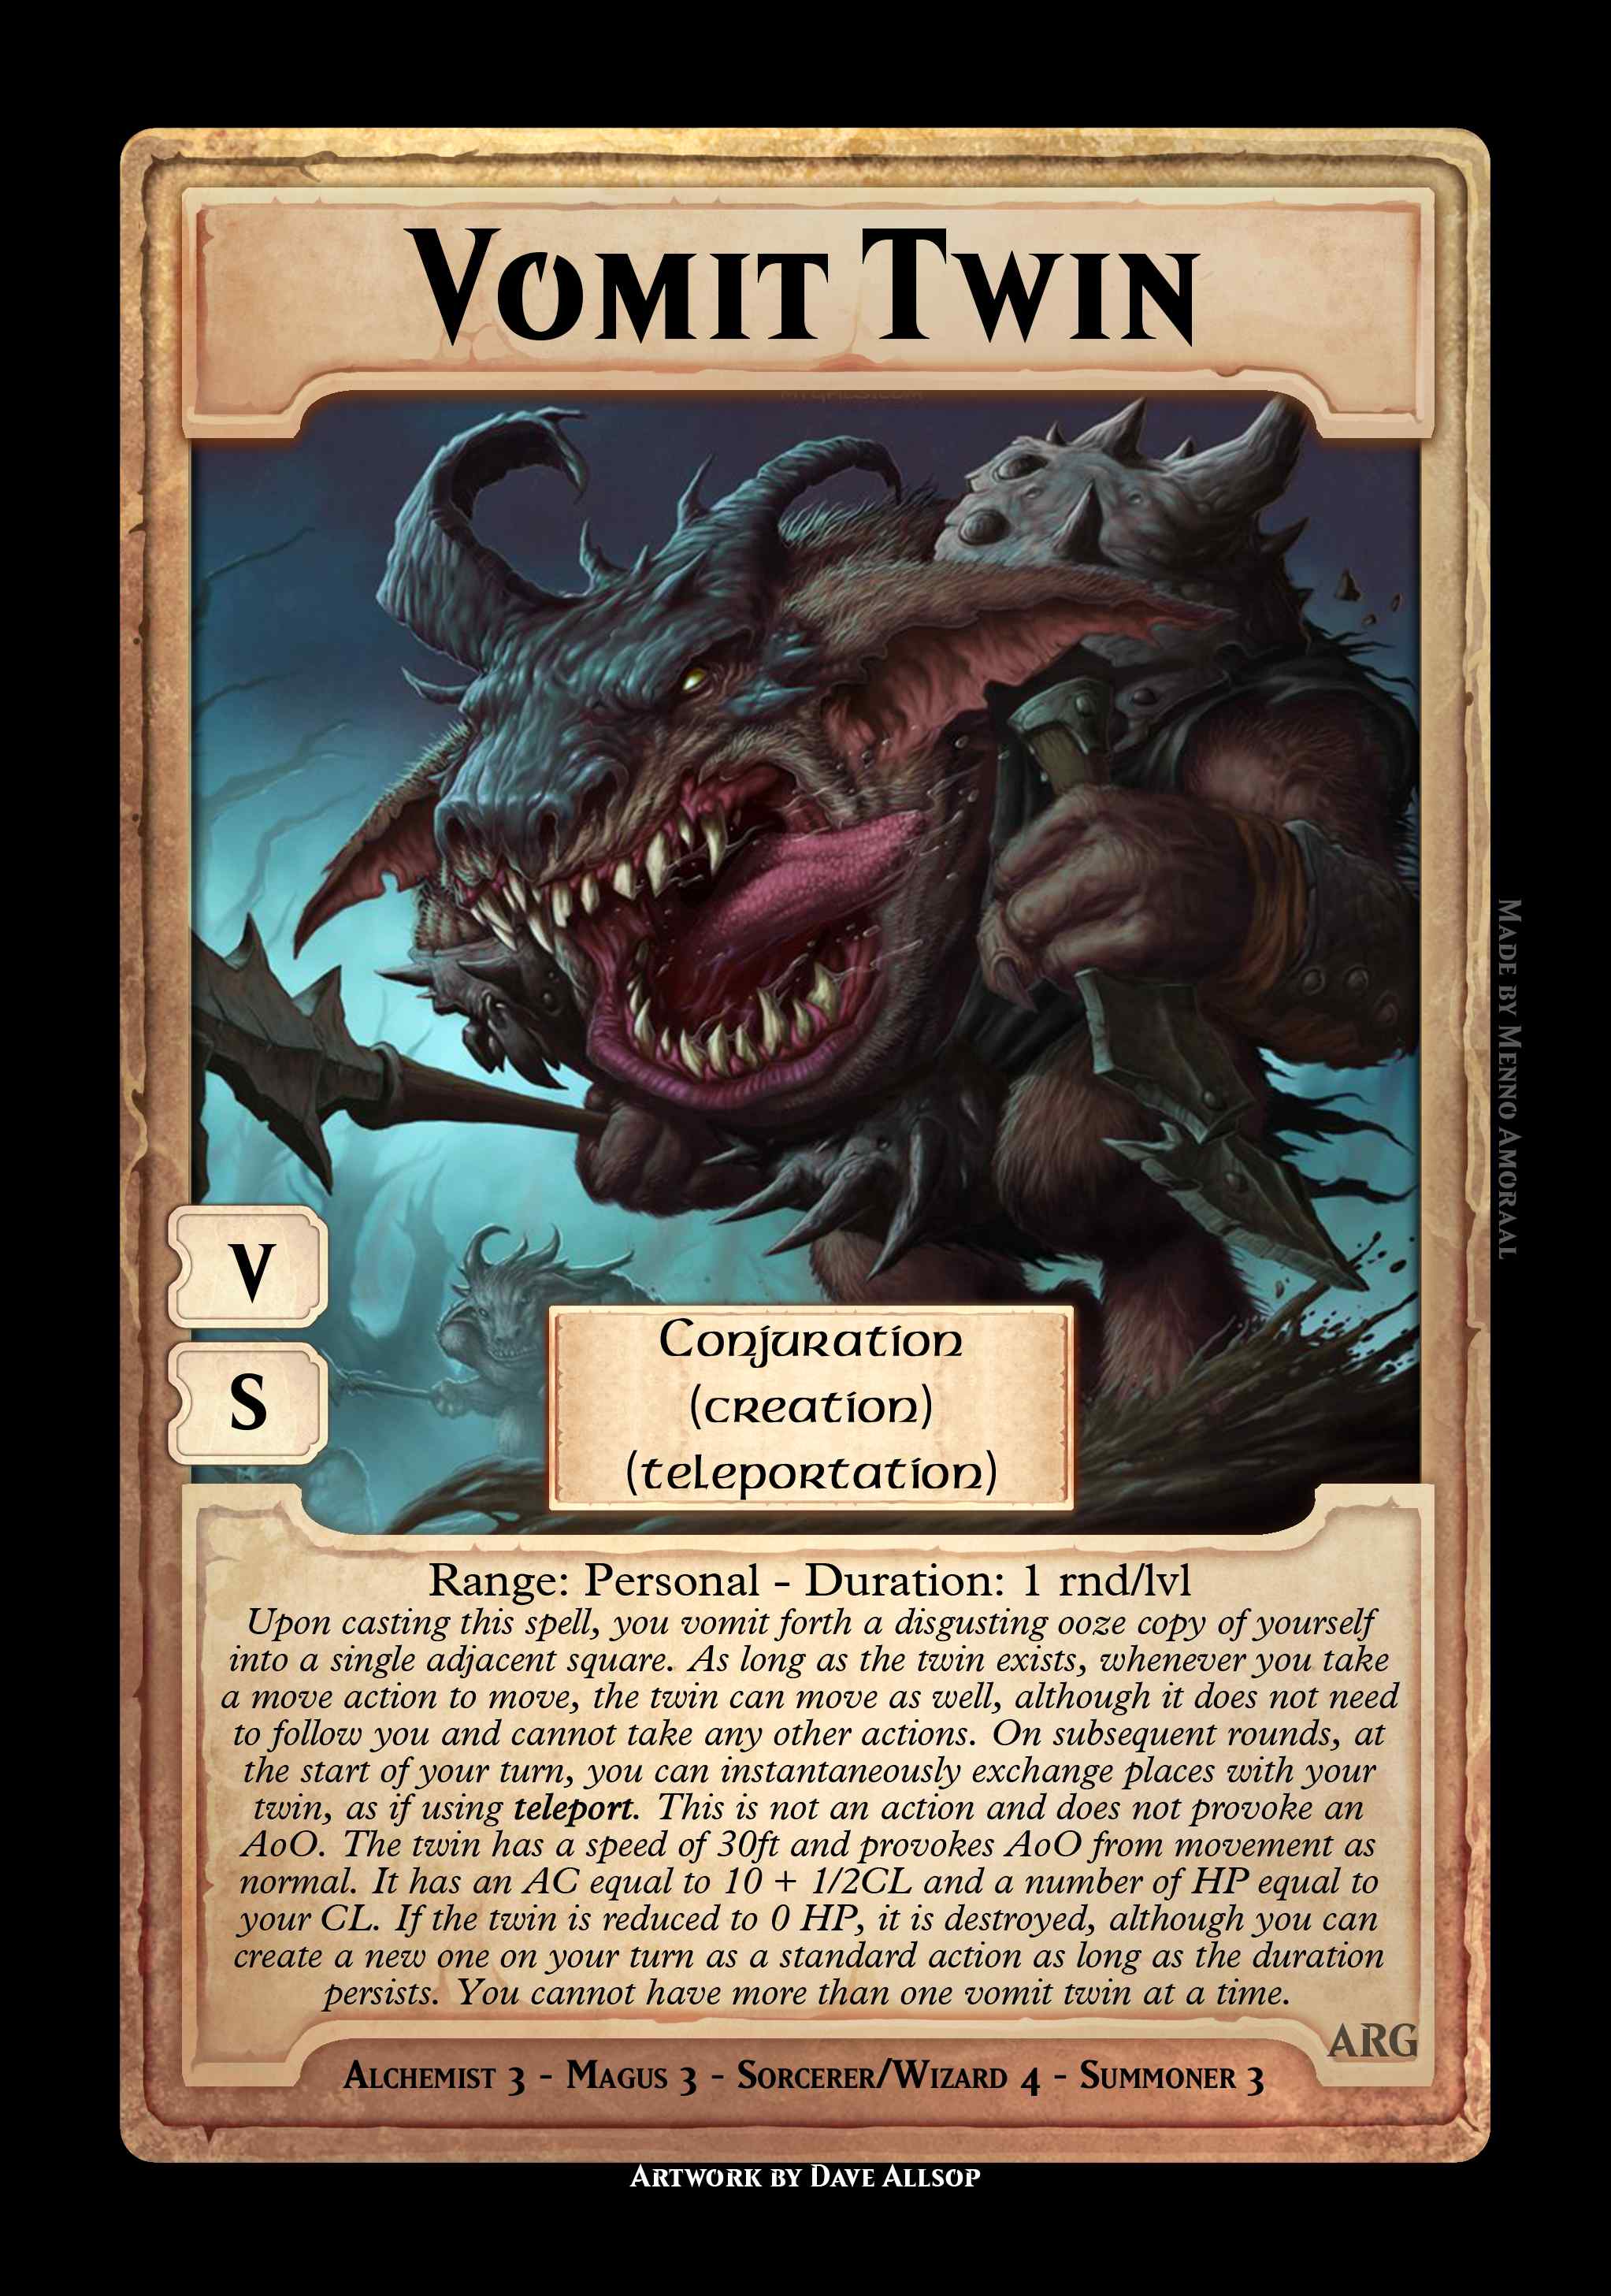 Vomit Twin
V
S
Conjuration
(creation)
(teleportation)
Range: Personal - Duration: 1 rnd/lvl
Upon casting this spell, you vomit forth a disgusting ooze copy of yourself
into a single adjacent square. As long as the twin exists, whenever you take
a move action to move, the twin can move as well, although it does not need
to follow you and cannot take any other actions. On subsequent rounds, at
the start of your turn, you can instantaneously exchange places with your
twin, as if using teleport. This is not an action and does not provoke an
AoO. The twin has a speed of 30ft and provokes AoO from movement as
normal. It has an AC equal to 10 + 1/2CL and a number of HP equal to
your CL. If the twin is reduced to 0 HP, it is destroyed, although you can
create a new one on your turn as a standard action as long as the duration
persists. You cannot have more than one vomit twin at a time.
ARG
Alchemist 3 - Magus 3 - Sorcerer/Wizard 4 - Summoner 3
Artwork by Dave Allsop
Made by Menno Amoraal